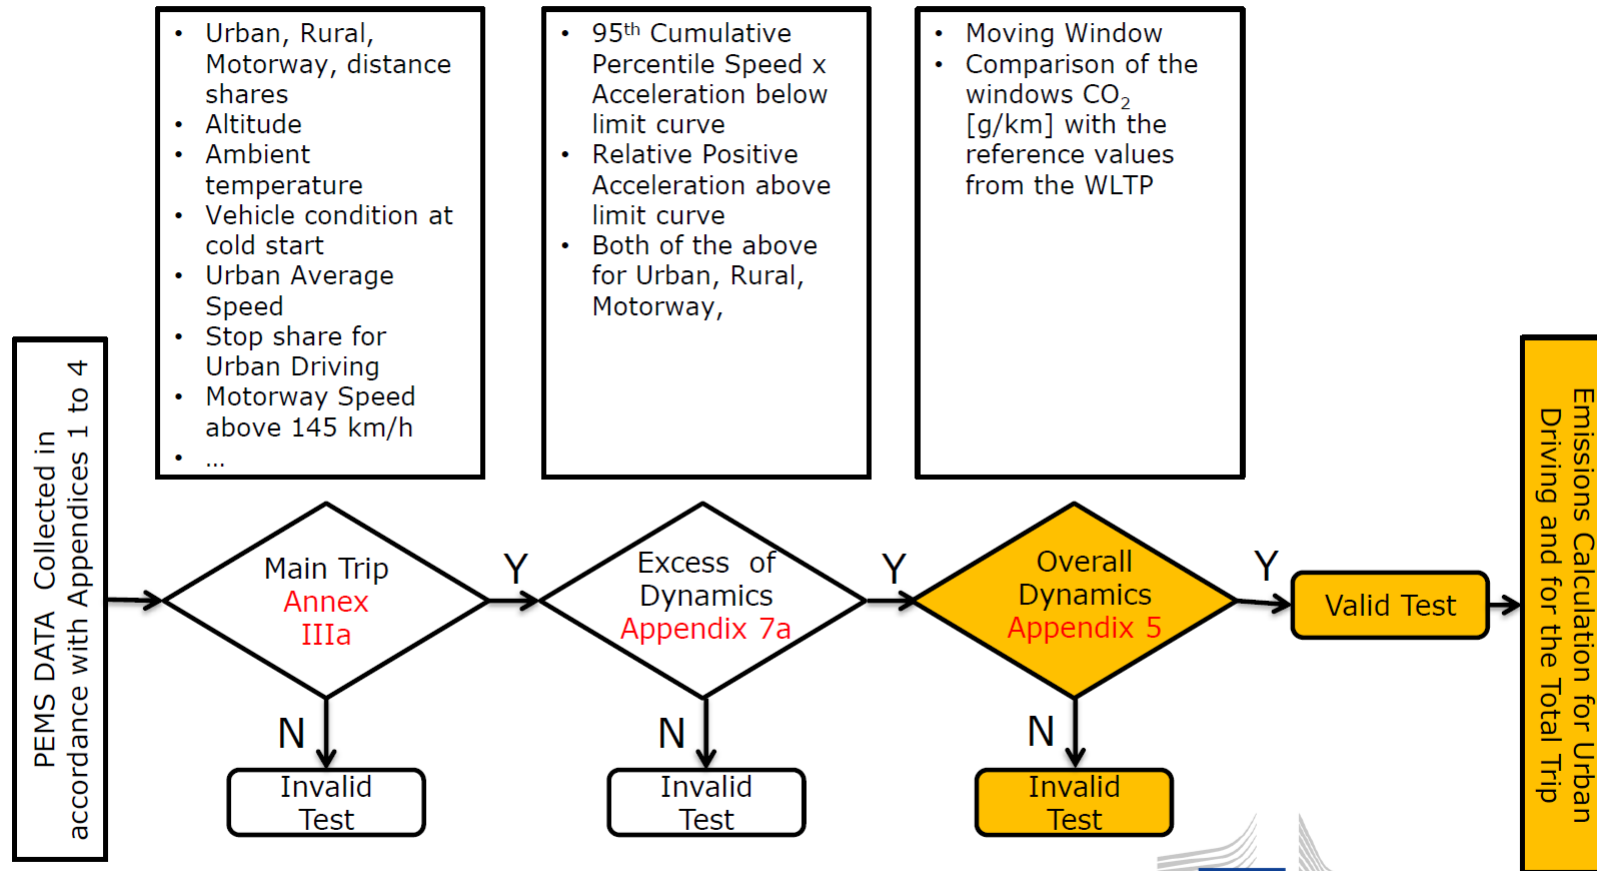 • Urban, Rural,
Motorway, distance
shares
• Altitude
• Ambient
temperature
• Vehicle condition at
cold start
• Urban Average
Speed
• Stop share for
Urban Driving
• Motorway Speed
above 145 km/h
• ...
• 95th Cumulative
Percentile Speed x
Acceleration below
limit curve
• Relative Positive
Acceleration above
limit curve
• Both of the above
for Urban, Rural,
Motorway,
• Moving Window
• Comparison of the
windows CO2
[g/km] with the
reference values
from the WLTP
PEMS DATA Collected in
accordance with Appendices 1 to 4
Main Trip
Annex
IIIa
Y
N
Invalid
Test
Excess of
Dynamics
Appendix 7a
Y
N
Invalid
Test
Overall
Dynamics
Appendix 5
Y
N
Invalid
Test
Valid Test
Emissions Calculation for Urban
Driving and for the Total Trip